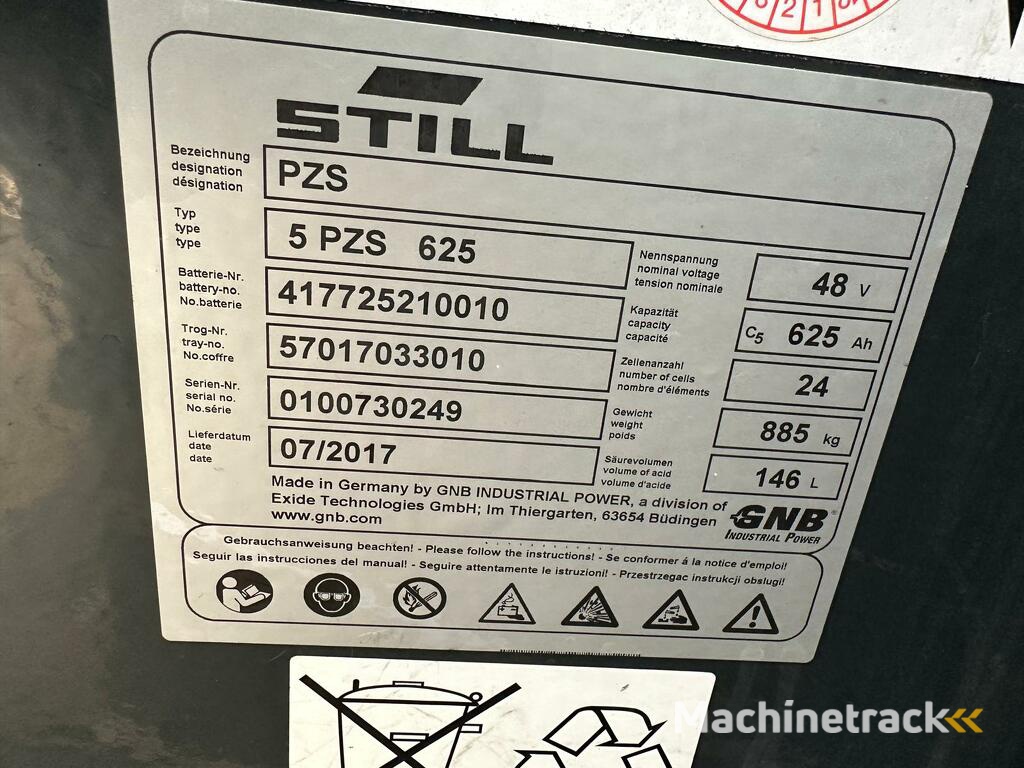 STILL
Bezeichnung
designation
désignation
PZS
Typ
type
type
5 PZS 625
Batterie-Nr.
battery-no.
No.batterie
417725210010
Trog-Nr.
tray-no.
No.coffre
57017033010
Serien-Nr.
serial no.
No.série
0100730249
Lieferdatum
date
date
07/2017
Nennspannung
nominal voltage
tension nominale
48 V
Kapazität
capacity
capacité
C5 625 Ah
Zellenanzahl
number of cells
nombre d'éléments
24
Gewicht
weight
poids
885 kg
Säurevolumen
volume of acid
volume d'acide
146 L
Made in Germany by GNB INDUSTRIAL POWER, a division of
Exide Technologies GmbH; Im Thiergarten, 63654 Büdingen
www.gnb.com
GNB®
INDUSTRIAL POWER
Gebrauchsanweisung beachten! - Please follow the instructions! - Se conformer á la notice d'emploi!
Seguir las instrucciones del manual! - Seguire attentamente le istruzioni! - Przestrzegac instrukcji obslugi!
Machinetrack